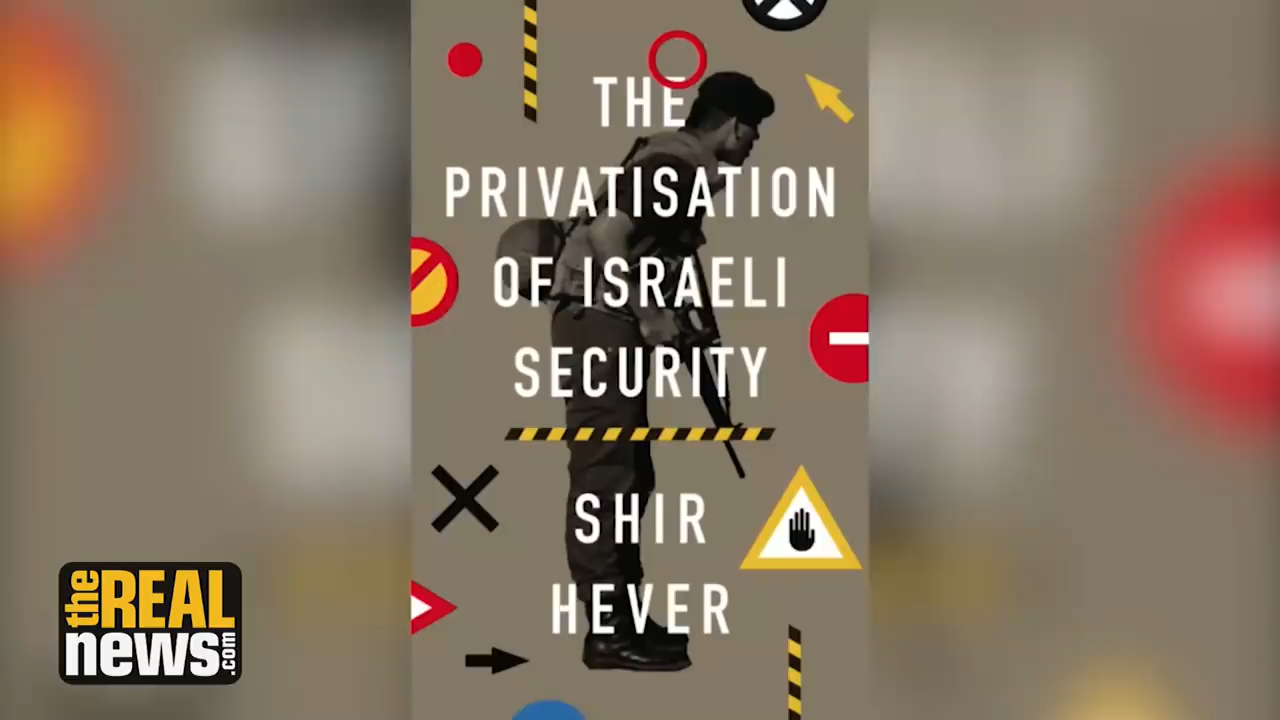 THE
PRIVATISATION
OF ISRAELI
SECURITY
SHIR
HEVER
the REAL
news.com